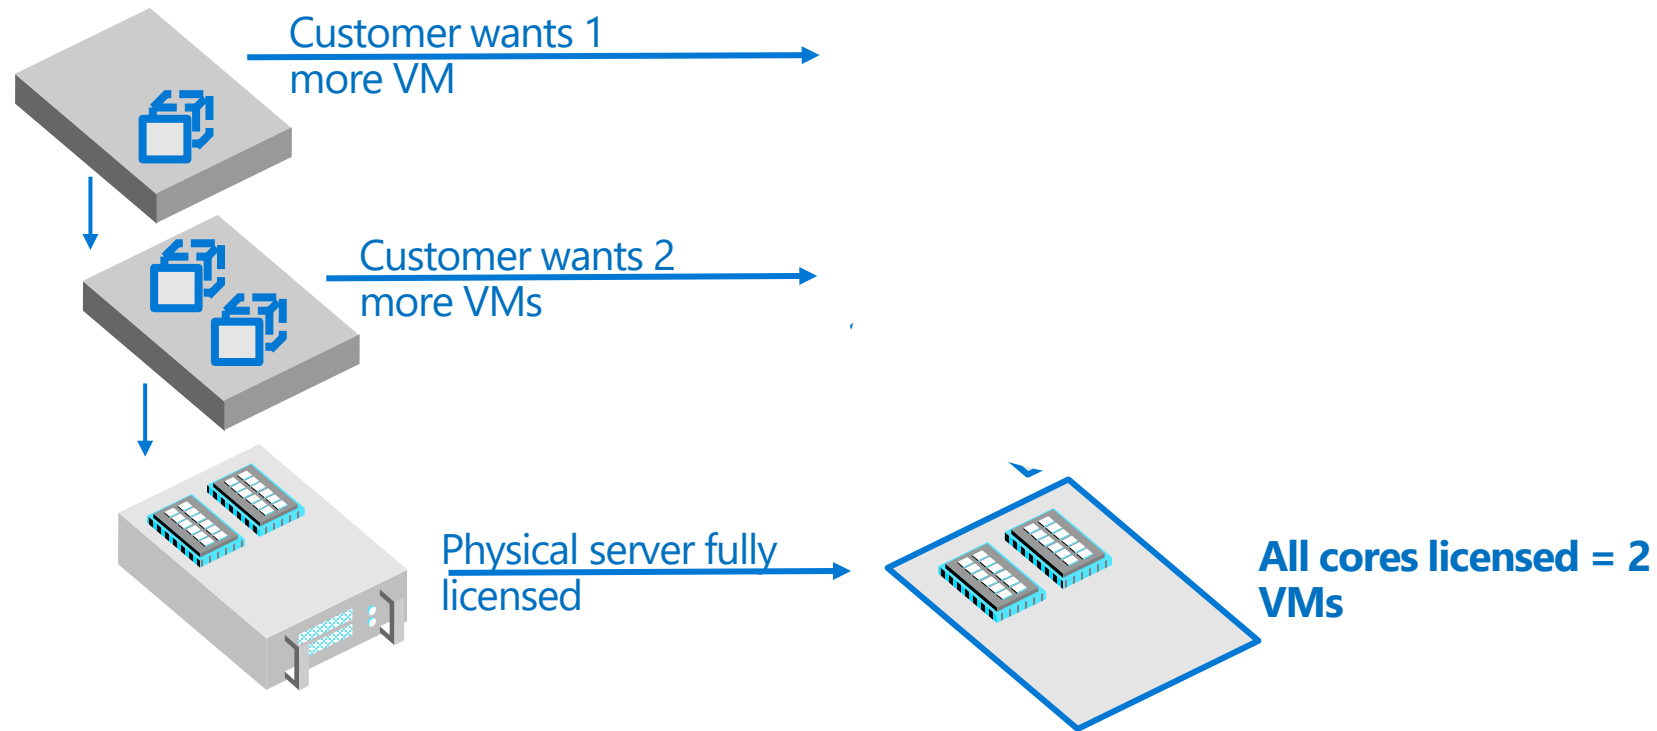 Customer wants 1
more VM
Customer wants 2
more VMs
Physical server fully
licensed
All cores licensed = 2
VMs